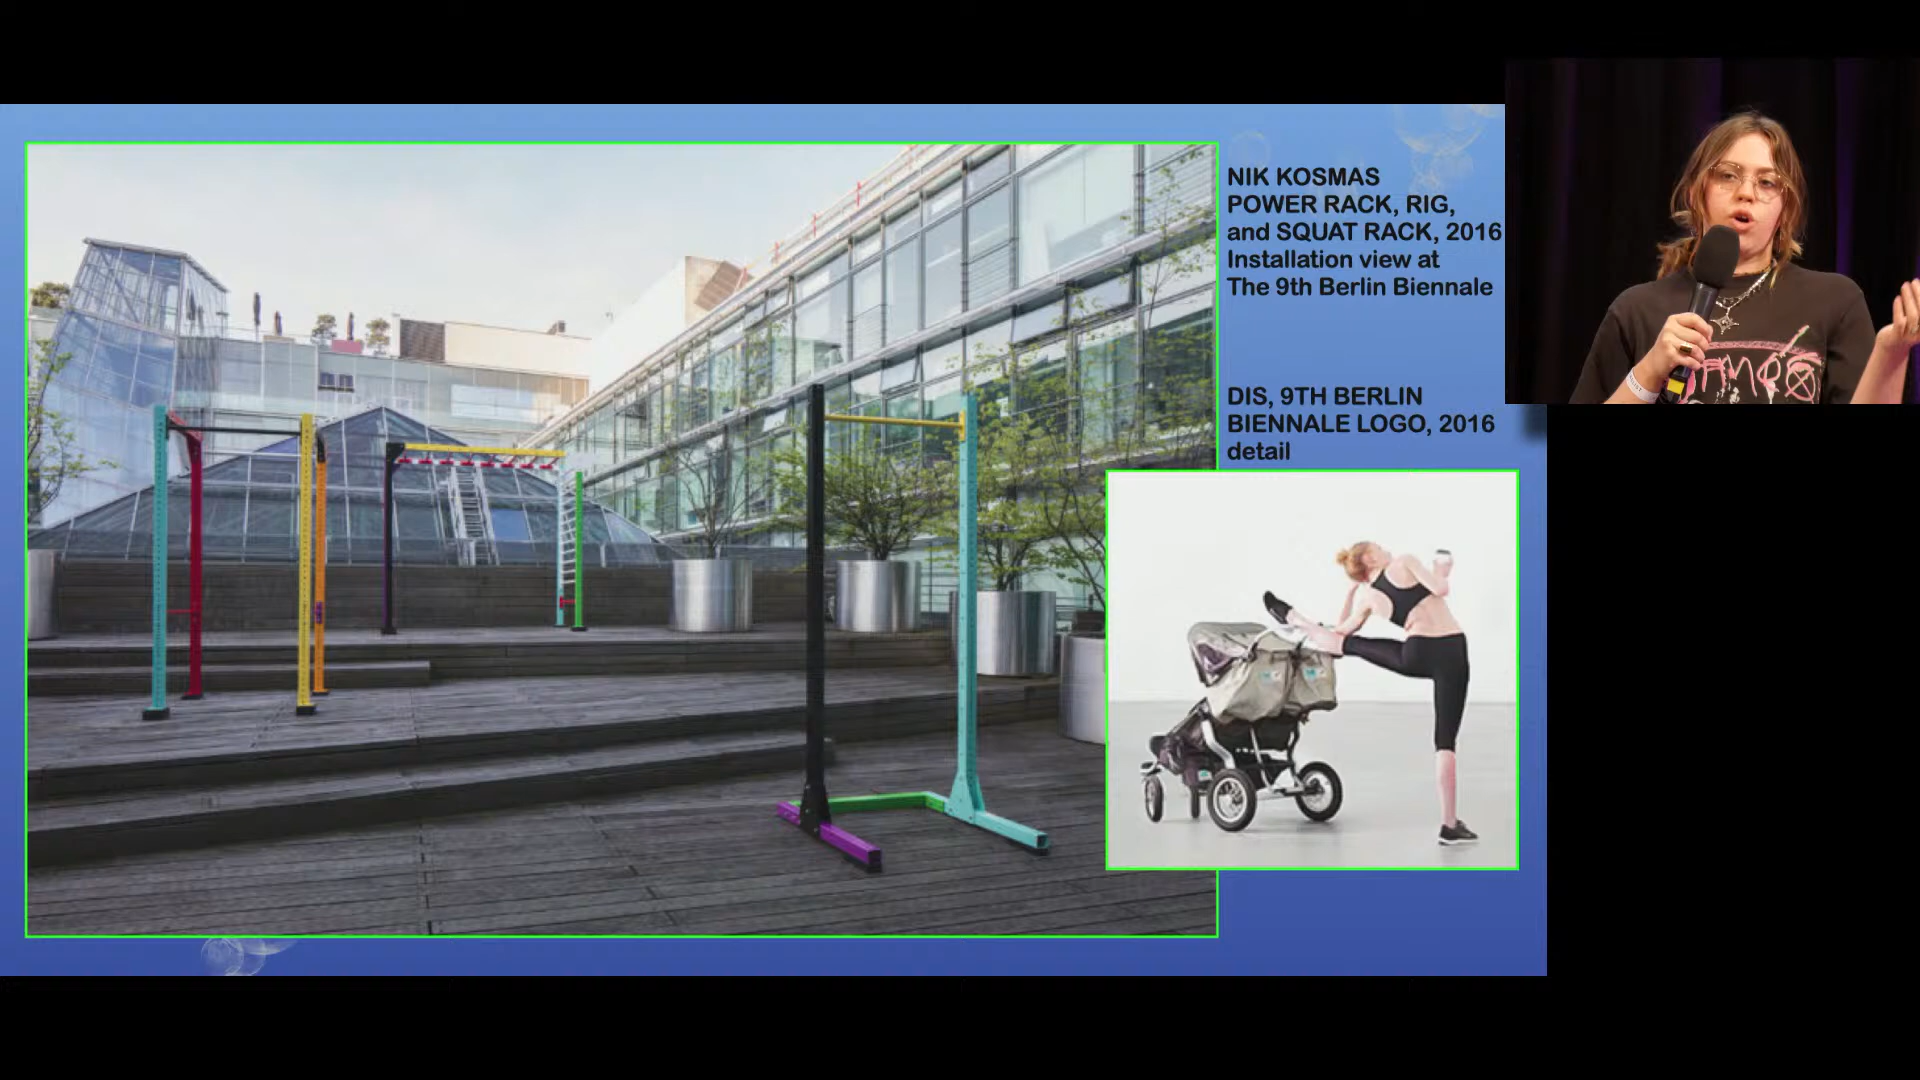 NIK KOSMAS
POWER RACK, RIG,
and SQUAT RACK, 2016
Installation view at
The 9th Berlin Biennale
DIS, 9TH BERLIN
BIENNALE LOGO, 2016
detail